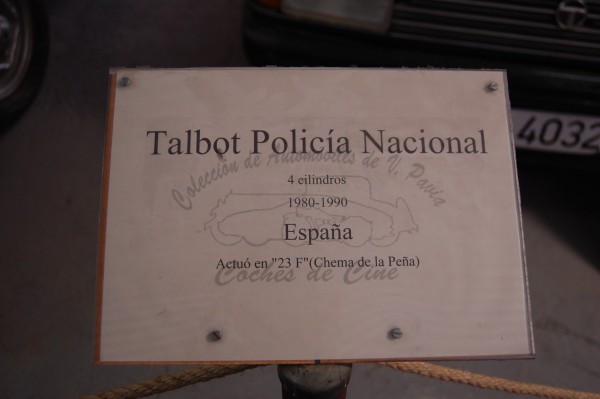 Talbot Policía Nacional
Colección de Automóviles de V. Pavia
4 cilindros
1980-1990
España
Actuó en "23 F"(Chema de la Peña)
Coches de Cine
4032